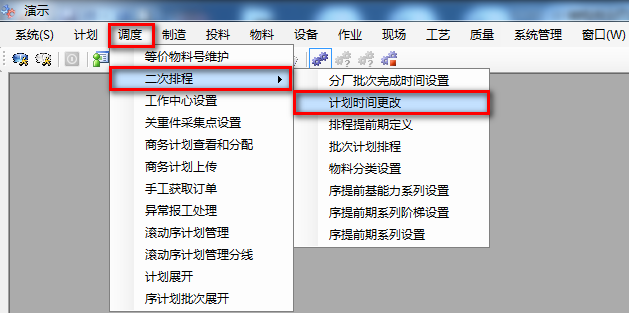 演示
系统(S) 计划 调度 制造 投料 物料 设备 作业 现场 工艺 质量 系统管理 窗口(W)
等价物料号维护
二次排程
工作中心设置
关重件采集点设置
商务计划查看和分配
商务计划上传
手工获取订单
异常报工处理
滚动序计划管理
滚动序计划管理分线
计划展开
序计划批次展开
分厂批次完成时间设置
计划时间更改
排程提前期定义
批次计划排程
物料分类设置
序提前基能力系列设置
序提前期系列阶梯设置
序提前期系列设置